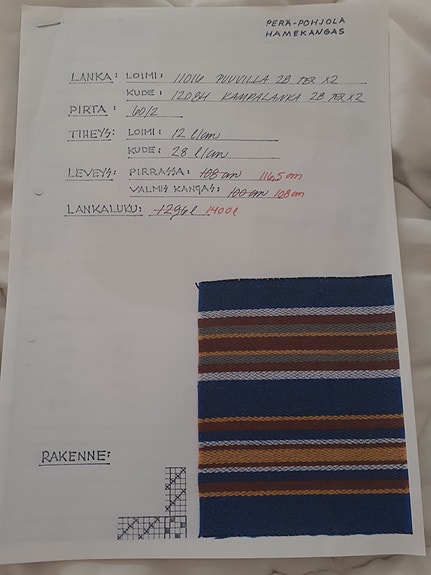 PERÄ-POHJOLA
HAMEKANGAS
LANKA: LOIMI: 11016 PUUVILLA 28 TEX X2
KUDE: 12084 KAMPALANKA 28 TEX X2
PIRTA: 60/2
TIHEYS: LOIMI: 12 l/cm
KUDE: 28 l/cm
LEVEYS: PIRRASSA: 108 cm 116,5 cm
VALMIS KANGAS: 100 cm 108 cm
LANKALUKU: 1296 l 1400 l
RAKENNE: